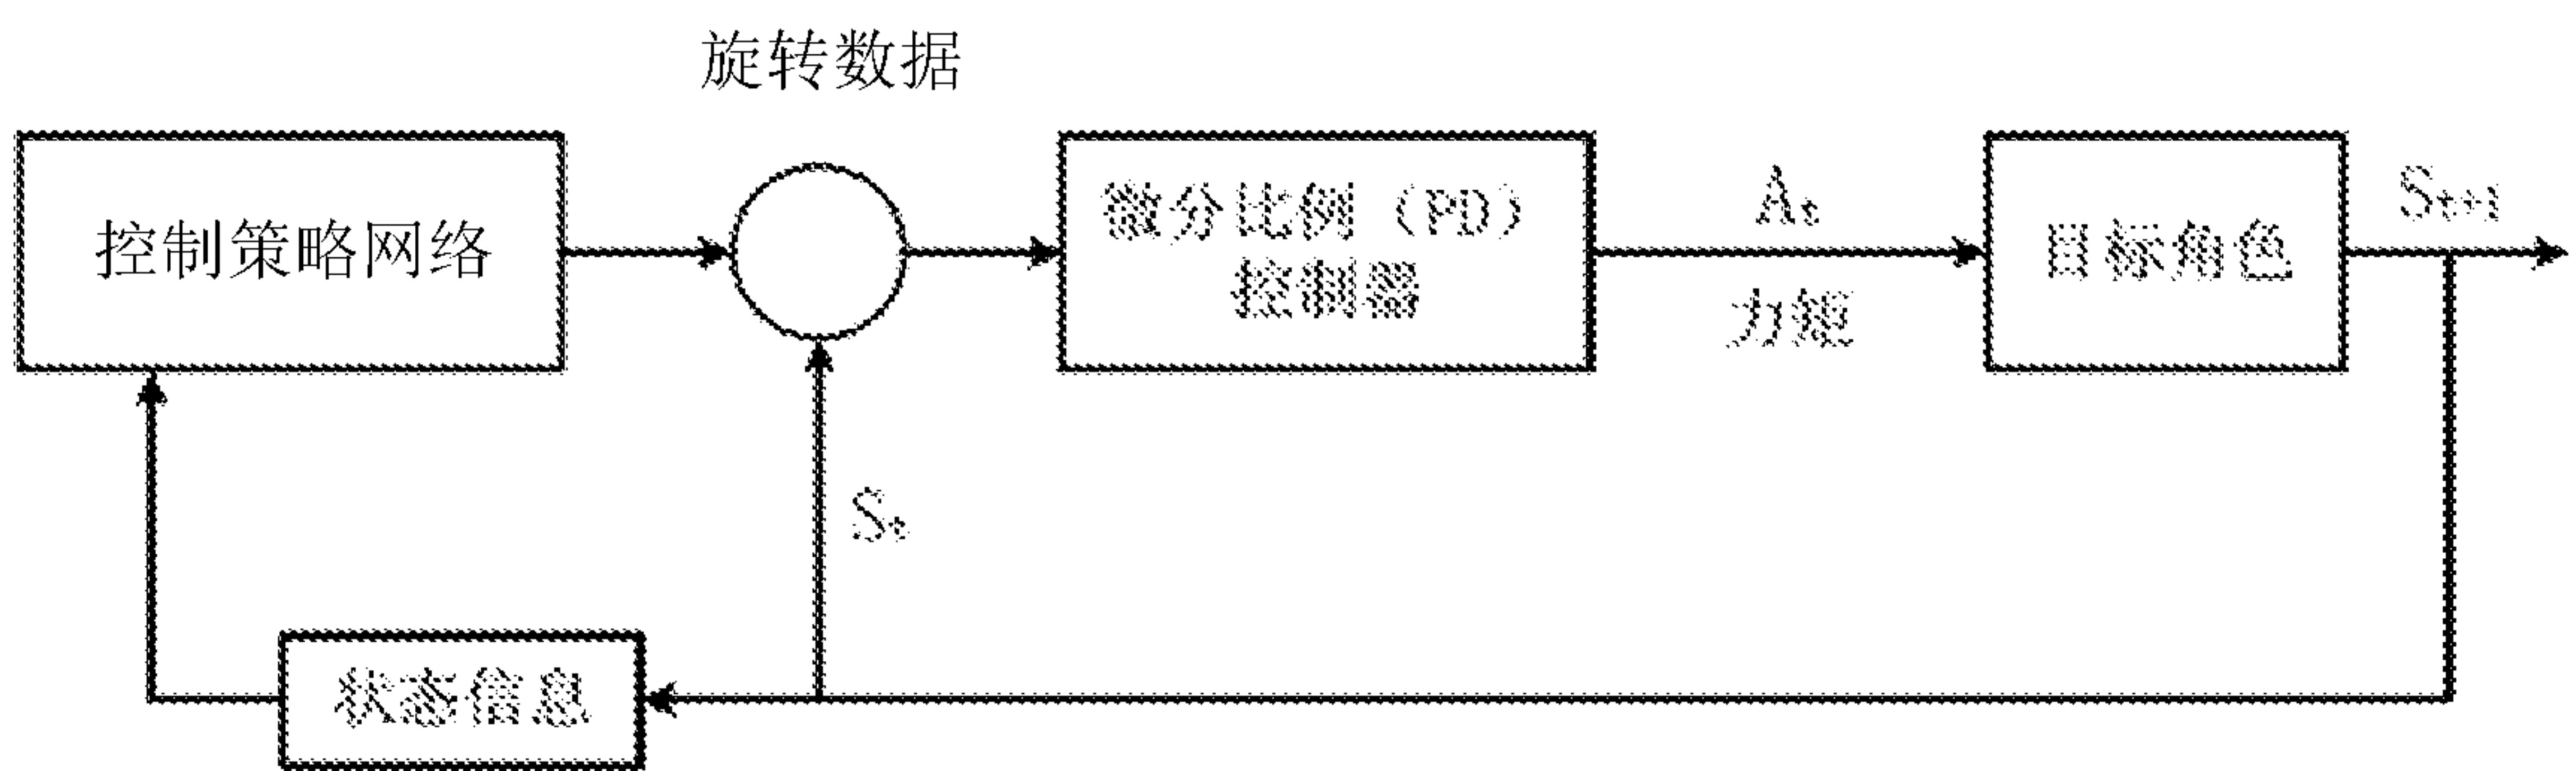 旋转数据
控制策略网络
微分比例（PD）
控制器
At
力矩
目标角色
St+1
St
状态信息